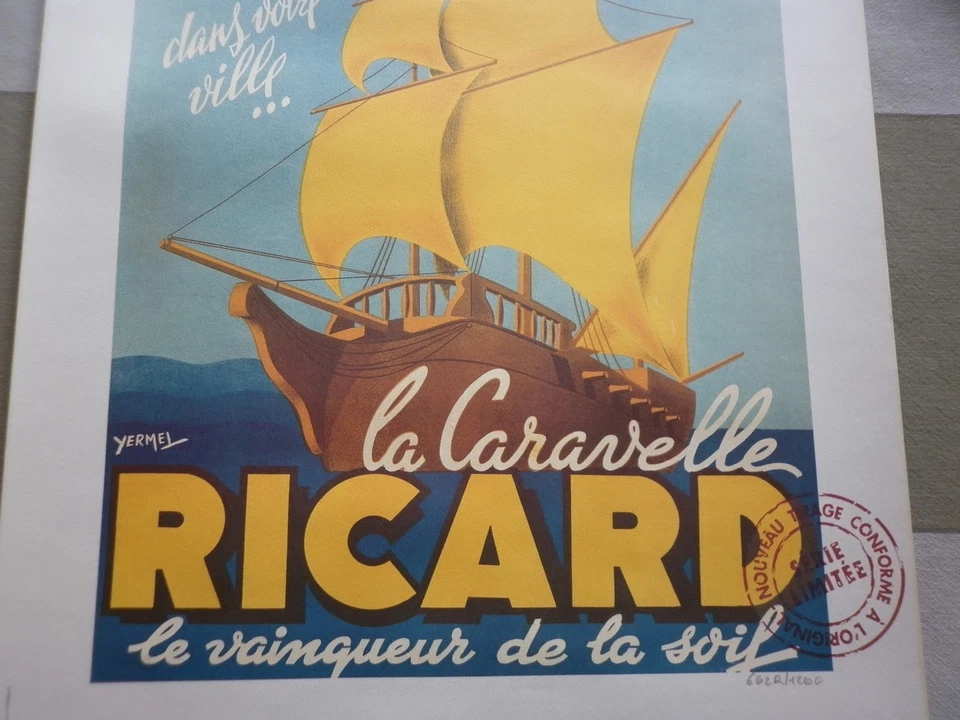 dans votre
ville...
YERMEL
la Caravelle
RICARD
le vainqueur de la soif
NOUVEAU TIRAGE CONFORME A L'ORIGINAL
SÉRIE
LIMITÉE